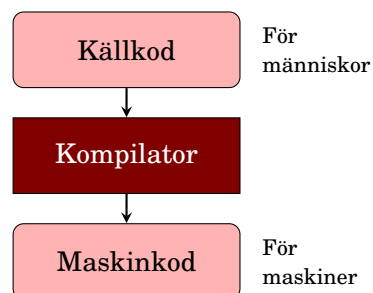 Källkod
För
människor
Kompilator
Maskinkod
För
maskiner